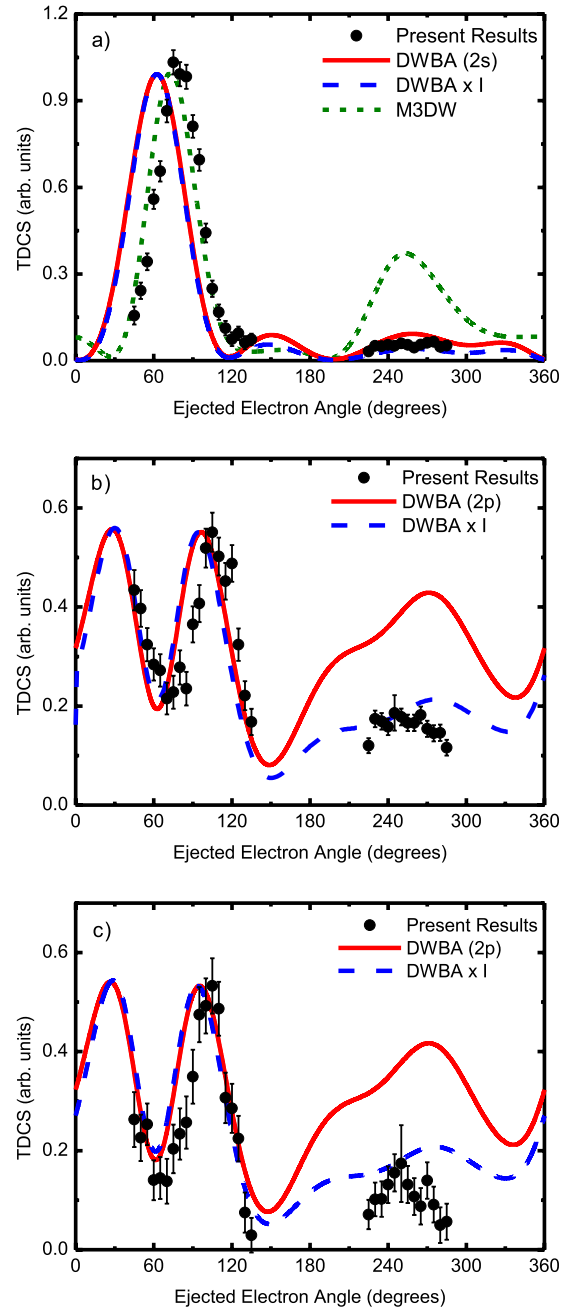 a)
Present Results
DWBA (2s)
DWBA x I
M3DW
TDCS (arb. units)
1.2
0.9
0.6
0.3
0.0
0 60 120 180 240 300 360
Ejected Electron Angle (degrees)
b)
Present Results
DWBA (2p)
DWBA x I
TDCS (arb. units)
0.6
0.4
0.2
0.0
0 60 120 180 240 300 360
Ejected Electron Angle (degrees)
c)
Present Results
DWBA (2p)
DWBA x I
TDCS (arb. units)
0.6
0.4
0.2
0.0
0 60 120 180 240 300 360
Ejected Electron Angle (degrees)